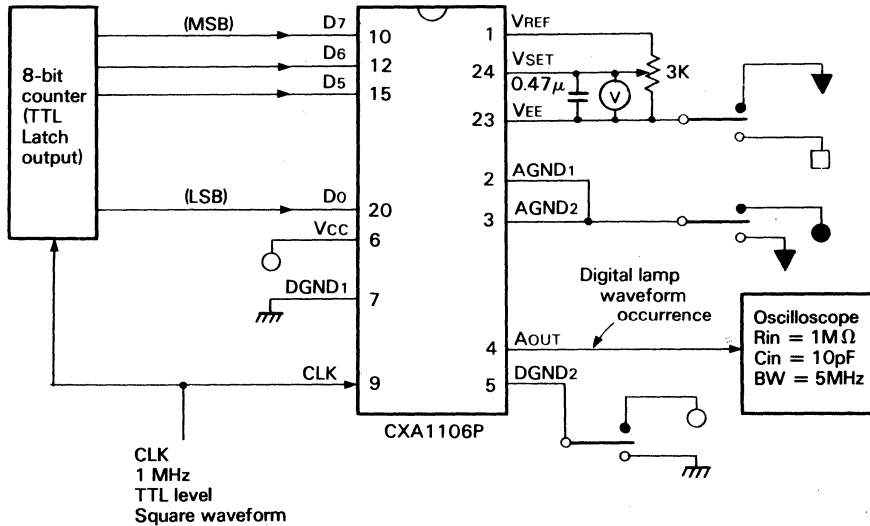 8-bit
counter
(TTL
Latch
output)
(MSB)
D7
10
D6
12
D5
15
(LSB)
D0
20
VCC
6
DGND1
7
CLK
9
CLK
1 MHz
TTL level
Square waveform
CXA1106P
1
VREF
24
VSET
3K
0.47μ
V
23
VEE
2
AGND1
3
AGND2
Digital lamp
waveform
occurrence
4
AOUT
5
DGND2
Oscilloscope
Rin = 1MΩ
Cin = 10pF
BW = 5MHz